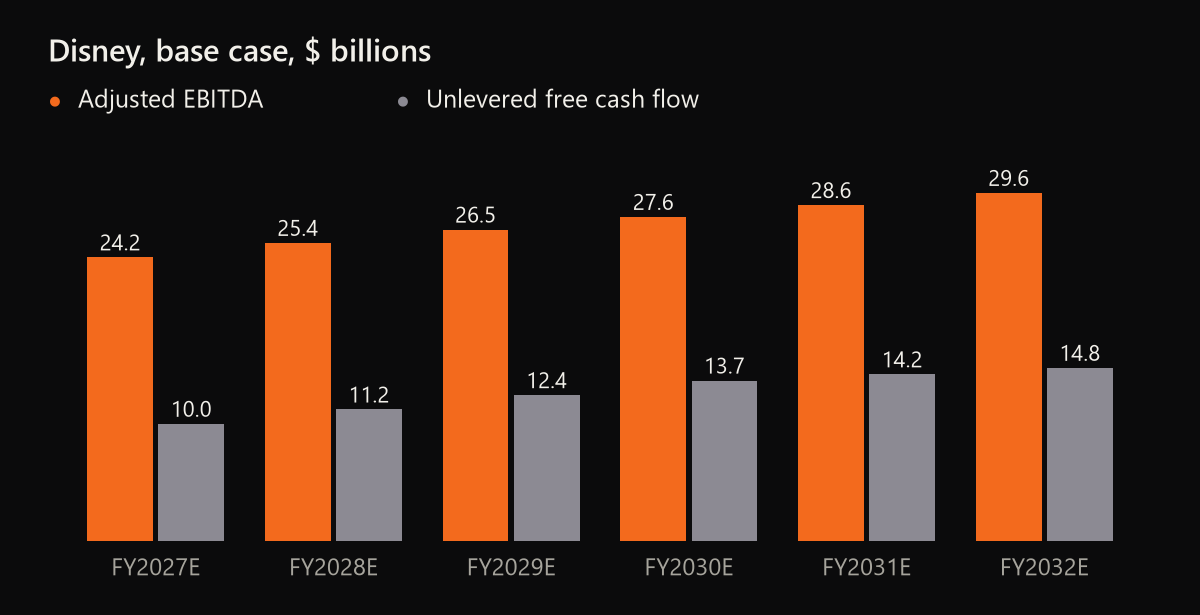 Disney, base case, $ billions
Adjusted EBITDA Unlevered free cash flow
24.2 10.0 25.4 11.2 26.5 12.4 27.6 13.7 28.6 14.2 29.6 14.8
FY2027E FY2028E FY2029E FY2030E FY2031E FY2032E